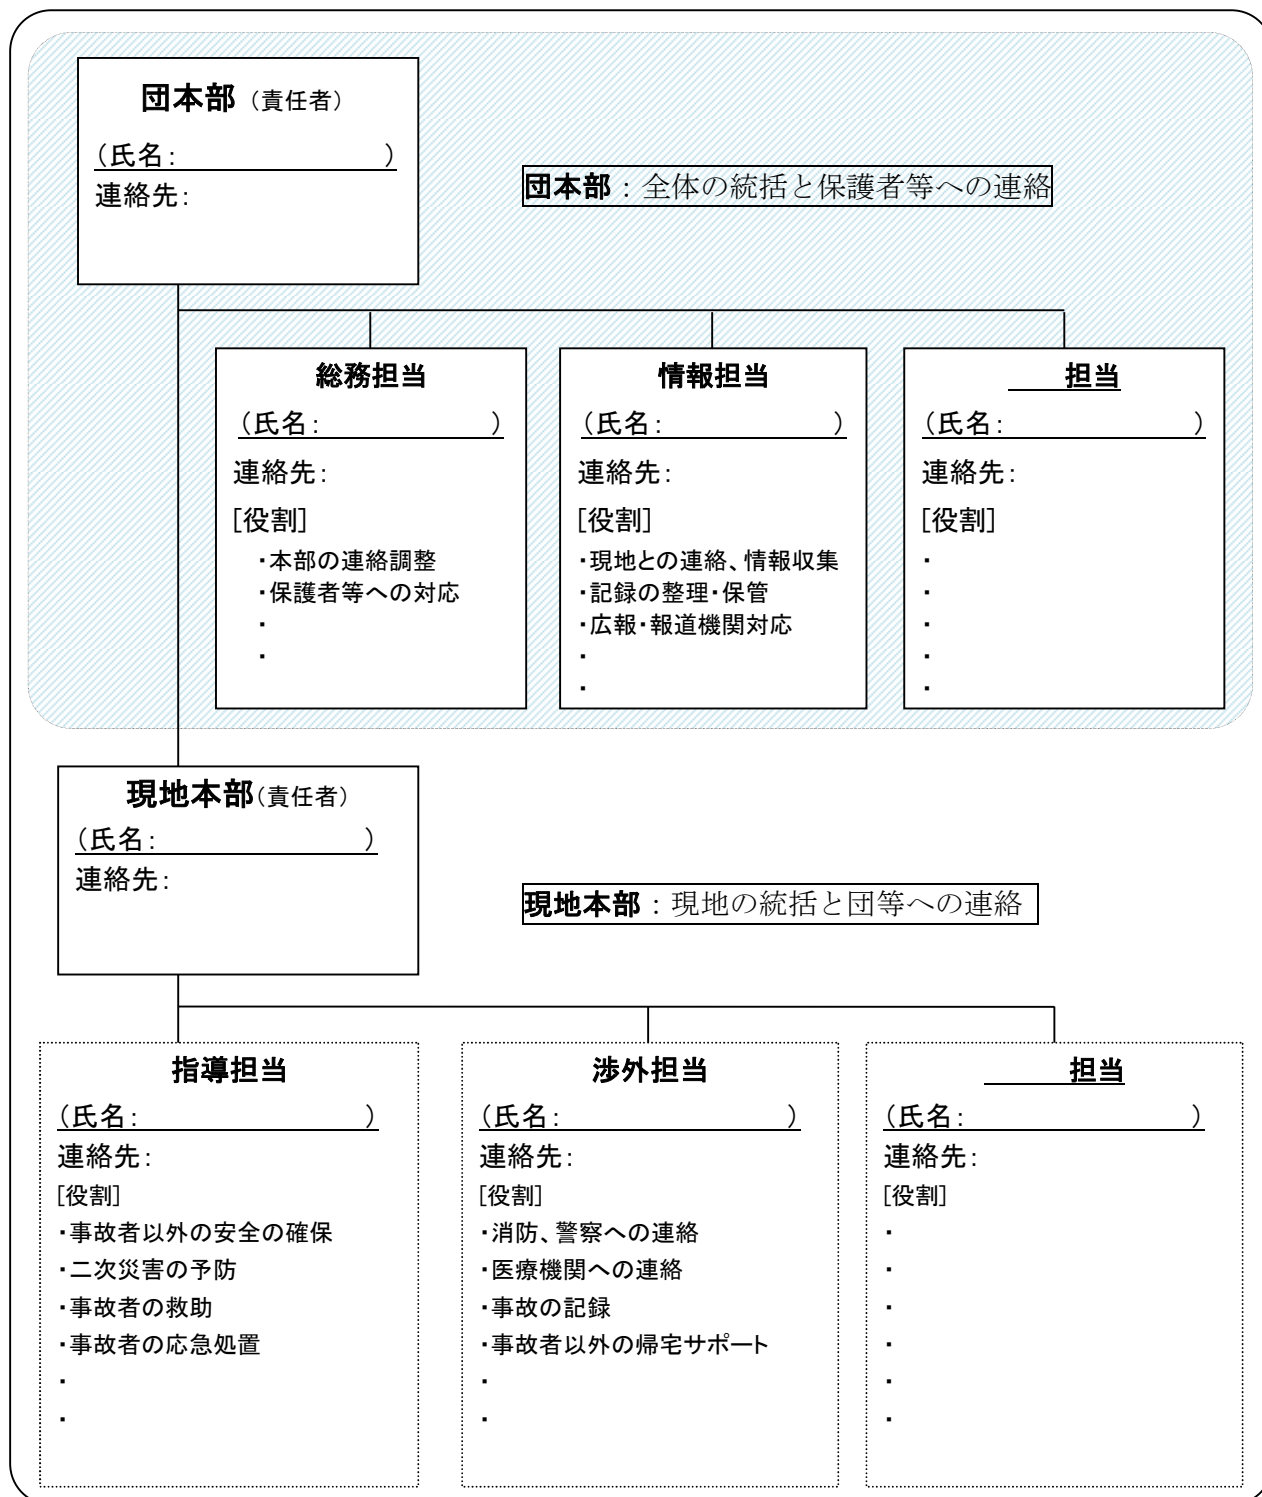 団本部（責任者）
（氏名：　　　　　　　）
連絡先：
団本部：全体の統括と保護者等への連絡
総務担当
（氏名：　　　　　　　）
連絡先：
[役割]
・本部の連絡調整
・保護者等への対応
・
・
情報担当
（氏名：　　　　　　　）
連絡先：
[役割]
・現地との連絡、情報収集
・記録の整理・保管
・広報・報道機関対応
・
・
担当
（氏名：　　　　　　　）
連絡先：
[役割]
・
・
・
・
・
現地本部（責任者）
（氏名：　　　　　　　）
連絡先：
現地本部：現地の統括と団等への連絡
指導担当
（氏名：　　　　　　　）
連絡先：
[役割]
・事故者以外の安全の確保
・二次災害の予防
・事故者の救助
・事故者の応急処置
・
・
渉外担当
（氏名：　　　　　　　）
連絡先：
[役割]
・消防、警察への連絡
・医療機関への連絡
・事故の記録
・事故者以外の帰宅サポート
・
・
担当
（氏名：　　　　　　　）
連絡先：
[役割]
・
・
・
・
・
・